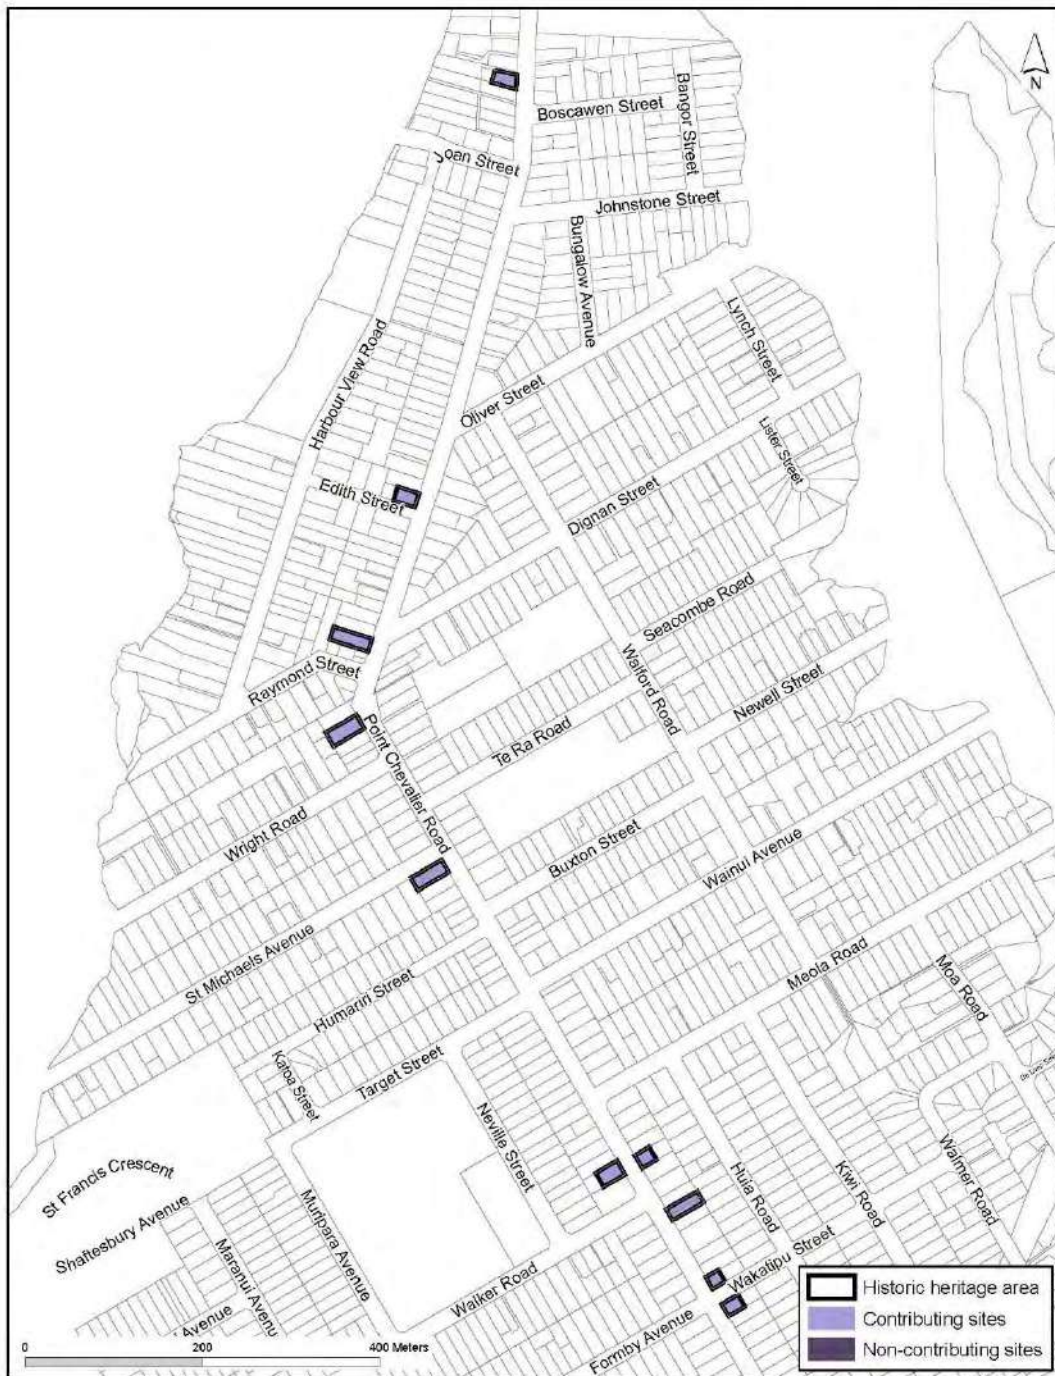 N
Boscawen Street
Bangor Street
Joan Street
Johnstone Street
Bungalow Avenue
Harbour View Road
Lynch Street
Oliver Street
Lister Street
Edith Street
Dignan Street
Seacombe Road
Raymond Street
Walford Road
Newell Street
Point Chevalier Road
Te Ra Road
Wright Road
Buxton Street
Wainui Avenue
St Michaels Avenue
Humariri Street
Meola Road
Moa Road
Katoa Street
Target Street
Neville Street
St Francis Crescent
Shaftesbury Avenue
Muripara Avenue
Huia Road
Kiwi Road
Walmer Road
Maranui Avenue
Walker Road
Wakatipu Street
Formby Avenue
Avenue
Historic heritage area
Contributing sites
Non-contributing sites
0 200 400 Meters